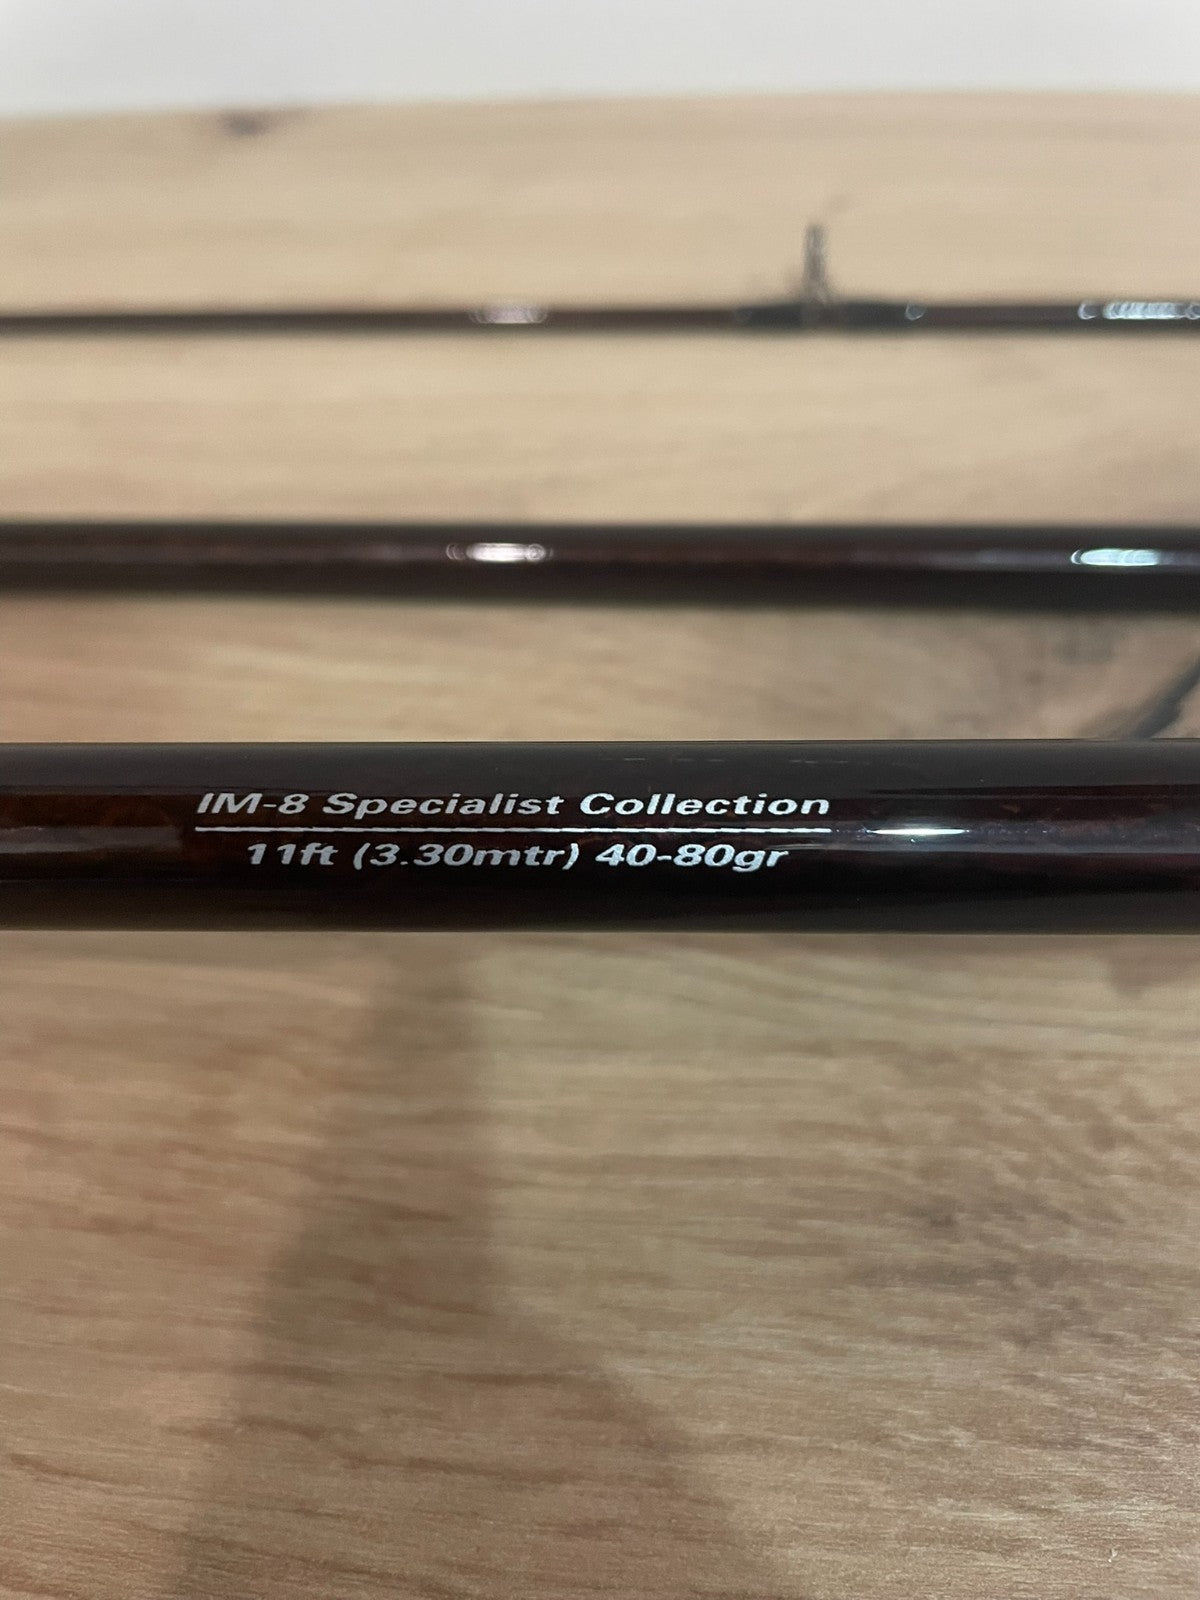 IM-8 Specialist Collection
11ft (3.30mtr) 40-80gr